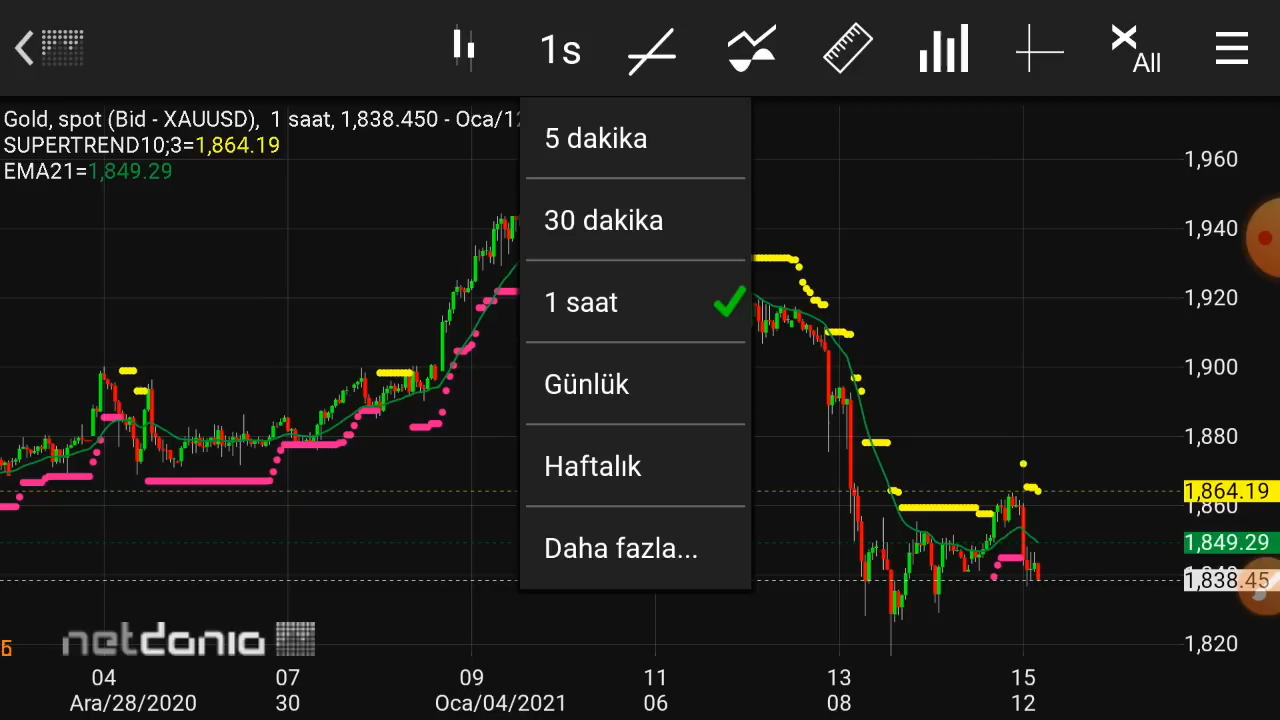 1s
All
Gold, spot (Bid - XAUUSD), 1 saat, 1,838.450 - Oca/12
SUPERTREND10;3=1,864.19
EMA21=1,849.29
5 dakika
30 dakika
1 saat
Günlük
Haftalık
Daha fazla...
1,960
1,940
1,920
1,900
1,880
1,864.19
1,860
1,849.29
1,838.45
1,820
netdania
04 07 09 11 13 15
Ara/28/2020 30 Oca/04/2021 06 08 12